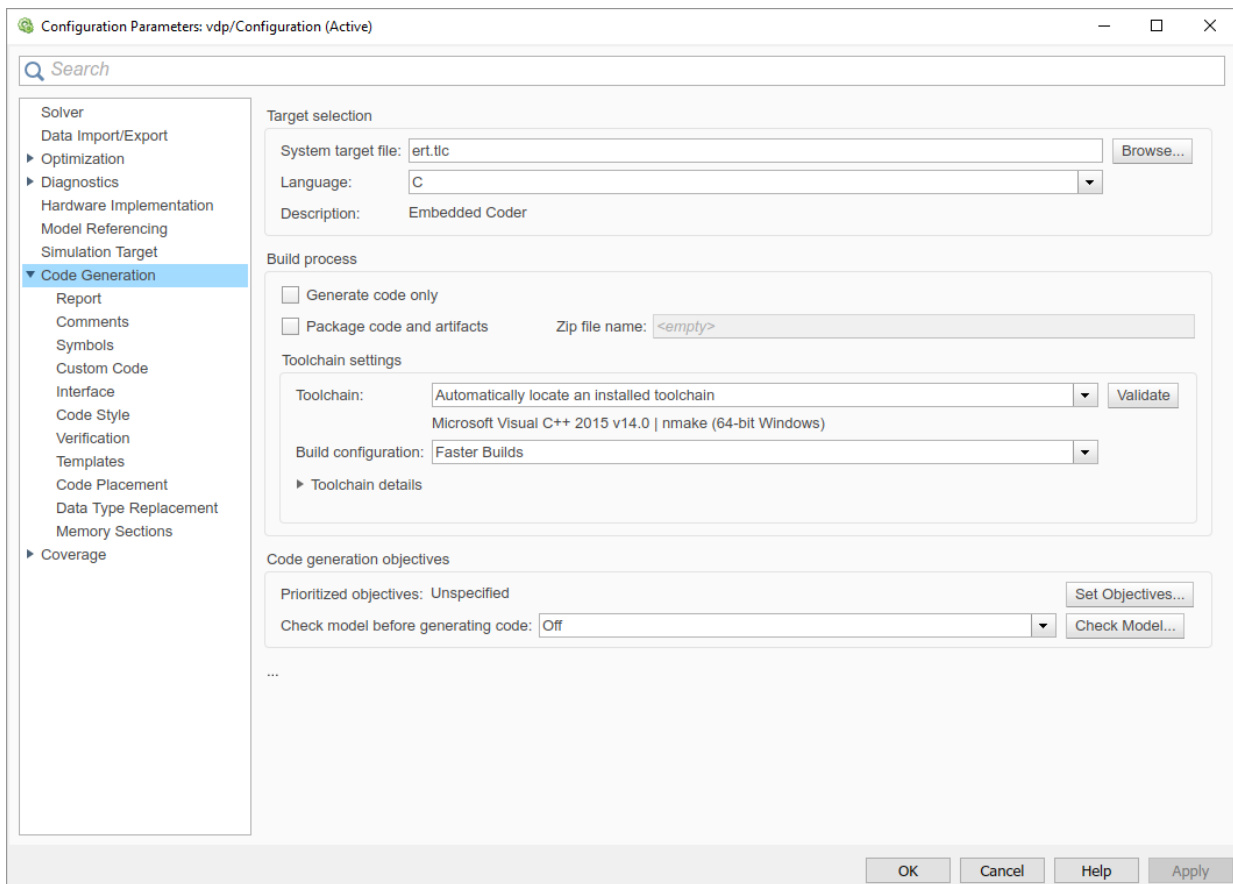 Configuration Parameters: vdp/Configuration (Active)
Search
Solver
Data Import/Export
Optimization
Diagnostics
Hardware Implementation
Model Referencing
Simulation Target
Code Generation
Report
Comments
Symbols
Custom Code
Interface
Code Style
Verification
Templates
Code Placement
Data Type Replacement
Memory Sections
Coverage
Target selection
System target file: ert.tlc Browse...
Language: C
Description: Embedded Coder
Build process
Generate code only
Package code and artifacts Zip file name: <empty>
Toolchain settings
Toolchain: Automatically locate an installed toolchain Validate
Microsoft Visual C++ 2015 v14.0 | nmake (64-bit Windows)
Build configuration: Faster Builds
Toolchain details
Code generation objectives
Prioritized objectives: Unspecified Set Objectives...
Check model before generating code: Off Check Model...
...
OK Cancel Help Apply